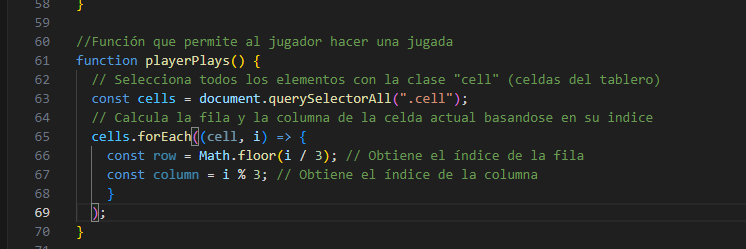 58 }
59
60 //Función que permite al jugador hacer una jugada
61 function playerPlays() {
62 // Selecciona todos los elementos con la clase "cell" (celdas del tablero)
63 const cells = document.querySelectorAll(".cell");
64 // Calcula la fila y la columna de la celda actual basandose en su indice
65 cells.forEach((cell, i) => {
66 const row = Math.floor(i / 3); // Obtiene el índice de la fila
67 const column = i % 3; // Obtiene el índice de la columna
68 }
69 );
70 }